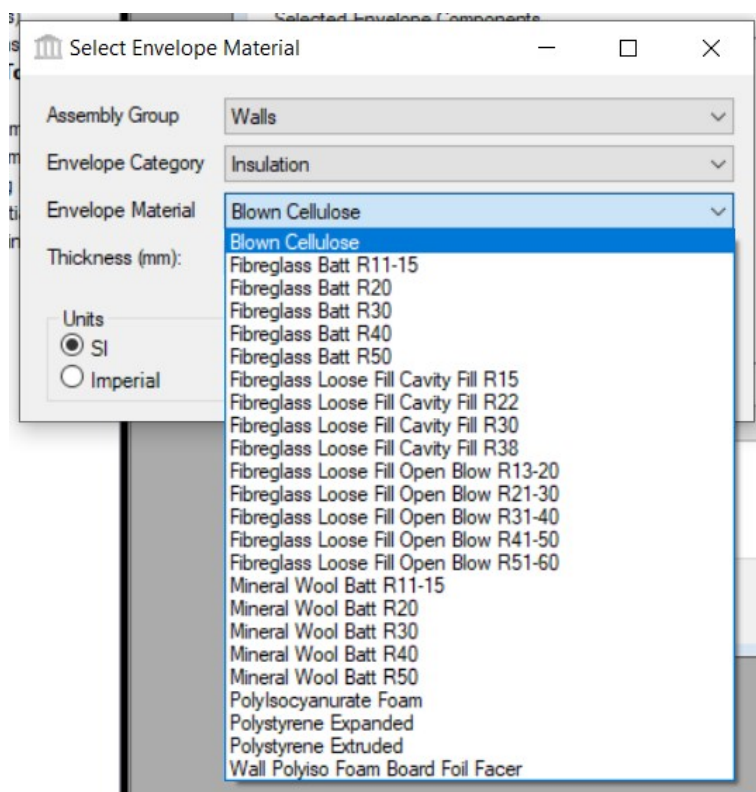 Selected Envelope Components
Select Envelope Material
Assembly Group Walls
Envelope Category Insulation
Envelope Material Blown Cellulose
Thickness (mm):
Units
SI
Imperial
Blown Cellulose
Fibreglass Batt R11-15
Fibreglass Batt R20
Fibreglass Batt R30
Fibreglass Batt R40
Fibreglass Batt R50
Fibreglass Loose Fill Cavity Fill R15
Fibreglass Loose Fill Cavity Fill R22
Fibreglass Loose Fill Cavity Fill R30
Fibreglass Loose Fill Cavity Fill R38
Fibreglass Loose Fill Open Blow R13-20
Fibreglass Loose Fill Open Blow R21-30
Fibreglass Loose Fill Open Blow R31-40
Fibreglass Loose Fill Open Blow R41-50
Fibreglass Loose Fill Open Blow R51-60
Mineral Wool Batt R11-15
Mineral Wool Batt R20
Mineral Wool Batt R30
Mineral Wool Batt R40
Mineral Wool Batt R50
PolyIsocyanurate Foam
Polystyrene Expanded
Polystyrene Extruded
Wall Polyiso Foam Board Foil Facer